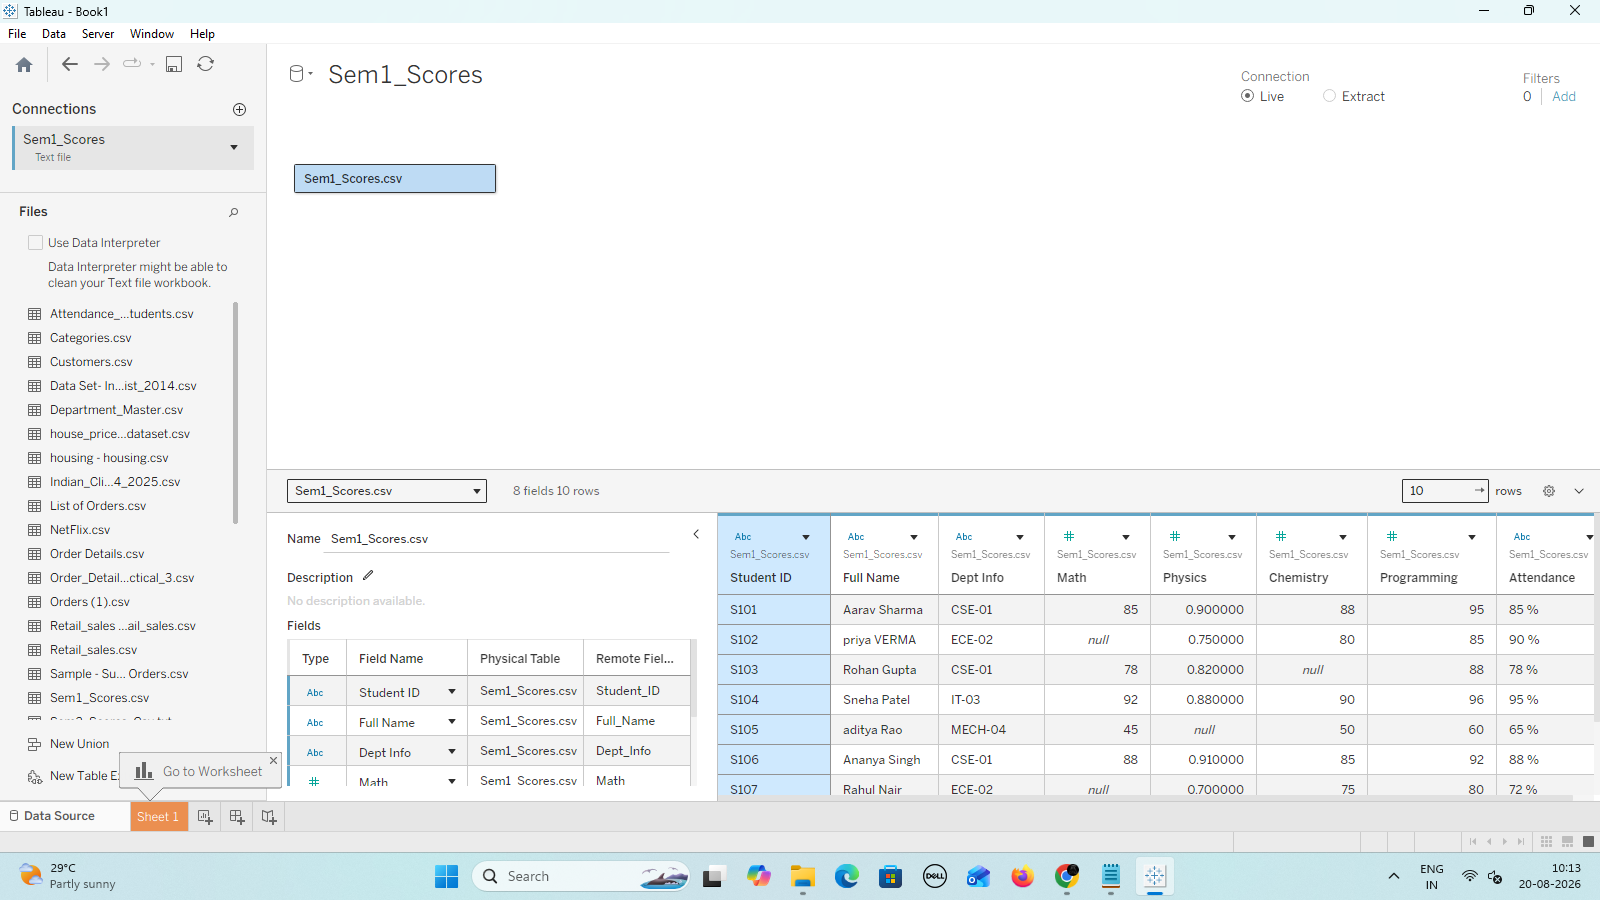 Tableau - Book1
File Data Server Window Help
Connections
Sem1_Scores
Text file
Files
Use Data Interpreter
Data Interpreter might be able to
clean your Text file workbook.
Attendance_...tudents.csv
Categories.csv
Customers.csv
Data Set- In...ist_2014.csv
Department_Master.csv
house_price...dataset.csv
housing - housing.csv
Indian_Cli...4_2025.csv
List of Orders.csv
NetFlix.csv
Order Details.csv
Order_Detail...ctical_3.csv
Orders (1).csv
Retail_sales ...ail_sales.csv
Retail_sales.csv
Sample - Su... Orders.csv
Sem1_Scores.csv
New Union
New Table E
Go to Worksheet
Sem1_Scores
Connection
Live Extract
Filters
0 Add
Sem1_Scores.csv
Sem1_Scores.csv 8 fields 10 rows
10 rows
Name Sem1_Scores.csv
Description
No description available.
Fields
Type Field Name Physical Table Remote Fiel...
Abc Student ID Sem1_Scores.csv Student_ID
Abc Full Name Sem1_Scores.csv Full_Name
Abc Dept Info Sem1_Scores.csv Dept_Info
# Math Sem1_Scores.csv Math
Abc Abc Abc # # # # Abc
Sem1_Scores.csv Sem1_Scores.csv Sem1_Scores.csv Sem1_Scores.csv Sem1_Scores.csv Sem1_Scores.csv Sem1_Scores.csv Sem1_Scores.csv
Student ID Full Name Dept Info Math Physics Chemistry Programming Attendance
S101 Aarav Sharma CSE-01 85 0.900000 88 95 85 %
S102 priya VERMA ECE-02 null 0.750000 80 85 90 %
S103 Rohan Gupta CSE-01 78 0.820000 null 88 78 %
S104 Sneha Patel IT-03 92 0.880000 90 96 95 %
S105 aditya Rao MECH-04 45 null 50 60 65 %
S106 Ananya Singh CSE-01 88 0.910000 85 92 88 %
S107 Rahul Nair ECE-02 null 0.700000 75 80 72 %
Data Source Sheet 1
29°C
Partly sunny
Search
DELL
ENG
IN
10:13
20-08-2026